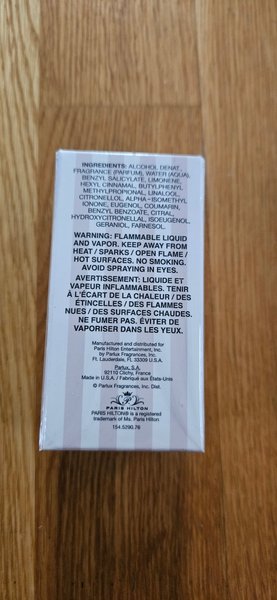 INGREDIENTS: ALCOHOL DENAT.
FRAGRANCE (PARFUM), WATER (AQUA),
BENZYL SALICYLATE, LIMONENE,
HEXYL CINNAMAL, BUTYLPHENYL
METHYLPROPIONAL, LINALOOL,
CITRONELLOL, ALPHA-ISOMETHYL
IONONE, EUGENOL, COUMARIN,
BENZYL BENZOATE, CITRAL,
HYDROXYCITRONELLAL, ISOEUGENOL,
GERANIOL, FARNESOL.
WARNING: FLAMMABLE LIQUID
AND VAPOR. KEEP AWAY FROM
HEAT / SPARKS / OPEN FLAME /
HOT SURFACES. NO SMOKING.
AVOID SPRAYING IN EYES.
AVERTISSEMENT: LIQUIDE ET
VAPEUR INFLAMMABLES. TENIR
À L'ÉCART DE LA CHALEUR / DES
ÉTINCELLES / DES FLAMMES
NUES / DES SURFACES CHAUDES.
NE PAS FUMER. ÉVITER DE
VAPORISER DANS LES YEUX.
Manufactured and distributed for
Paris Hilton Entertainment, Inc.
by Parlux Fragrances, Inc.
Ft. Lauderdale, FL 33309 U.S.A.
Parlux, S.A.
92110 Clichy, France
Made in U.S.A. / Fabriqué aux États-Unis
© Parlux Fragrances, Inc. Dist.
PARIS HILTON
PARIS HILTON® is a registered
trademark of Ms. Paris Hilton
154.5290.76